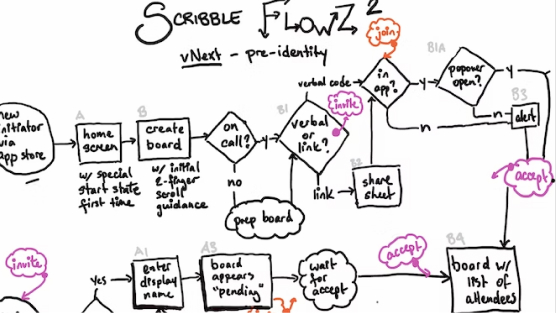 SCRIBBLE FLOWZ 2
vNext - pre-identity
join
B1A
popover
open?
y
in
app?
y
verbal code
n
n
B3
alert
new
initiator
via
App store
A
home
screen
w/ special
start state
first time
B
create
board
w/ initial
2-finger
scroll
guidance
on
call?
y
no
prep board
B1
verbal
or
link?
invite
link
B2
share
sheet
accept
invite
yes
A1
enter
display
name
A3
board
appears
"pending"
wait
for
accept
accept
B4
board w/
list of
attendees